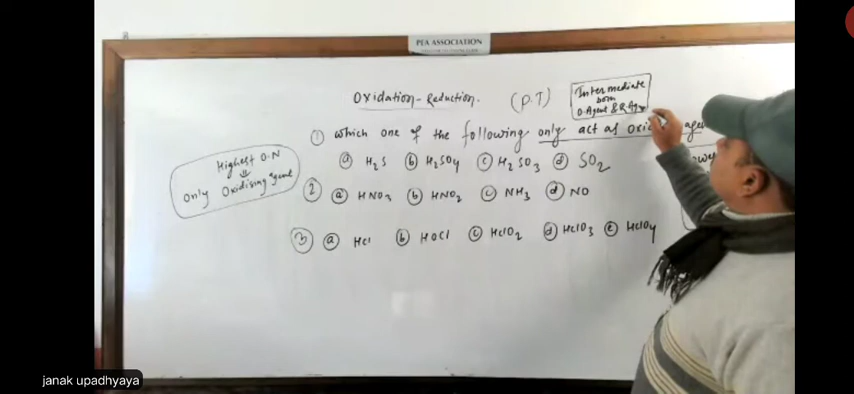 PEA ASSOCIATION
Oxidation-Reduction. (P.T)
Intermediate
both
O.Agent & R.Age
① which one of the following only act as oxi age
ⓐ H₂S ⓑ H₂SO₄ ⓒ H₂SO₃ ⓓ SO₂
Highest O.N
⇓
only Oxidising agent
② ⓐ HNO₃ ⓑ HNO₂ ⓒ NH₃ ⓓ NO
③ ⓐ HCl ⓑ HOCl ⓒ HClO₂ ⓓ HClO₃ ⓔ HClO₄
janak upadhyaya